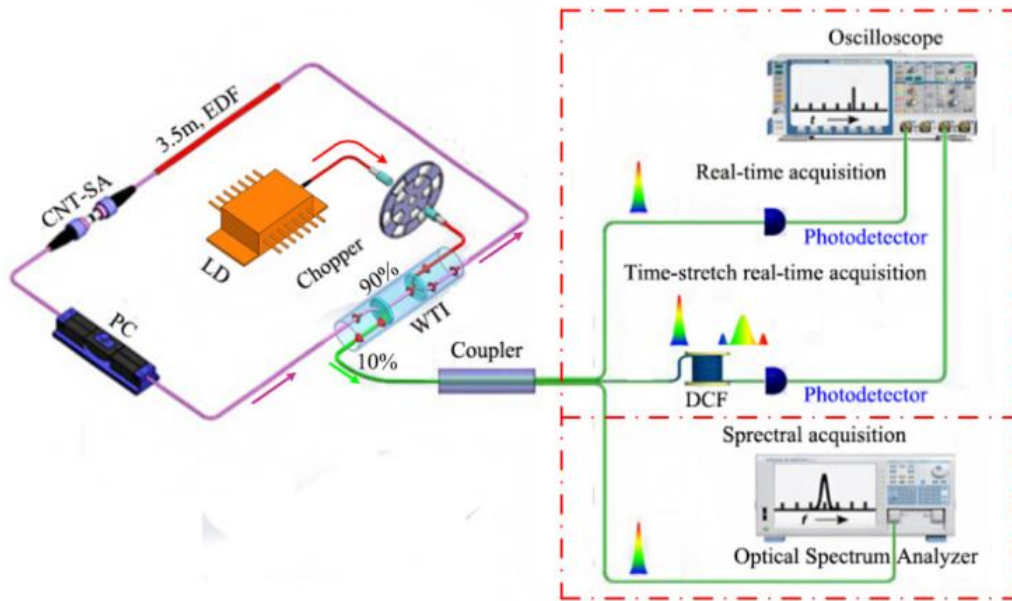 Oscilloscope
t
3.5m, EDF
Real-time acquisition
CNT-SA
LD
Chopper
Photodetector
Time-stretch real-time acquisition
90%
WTI
PC
10%
Coupler
DCF
Photodetector
Sprectral acquisition
f
Optical Spectrum Analyzer